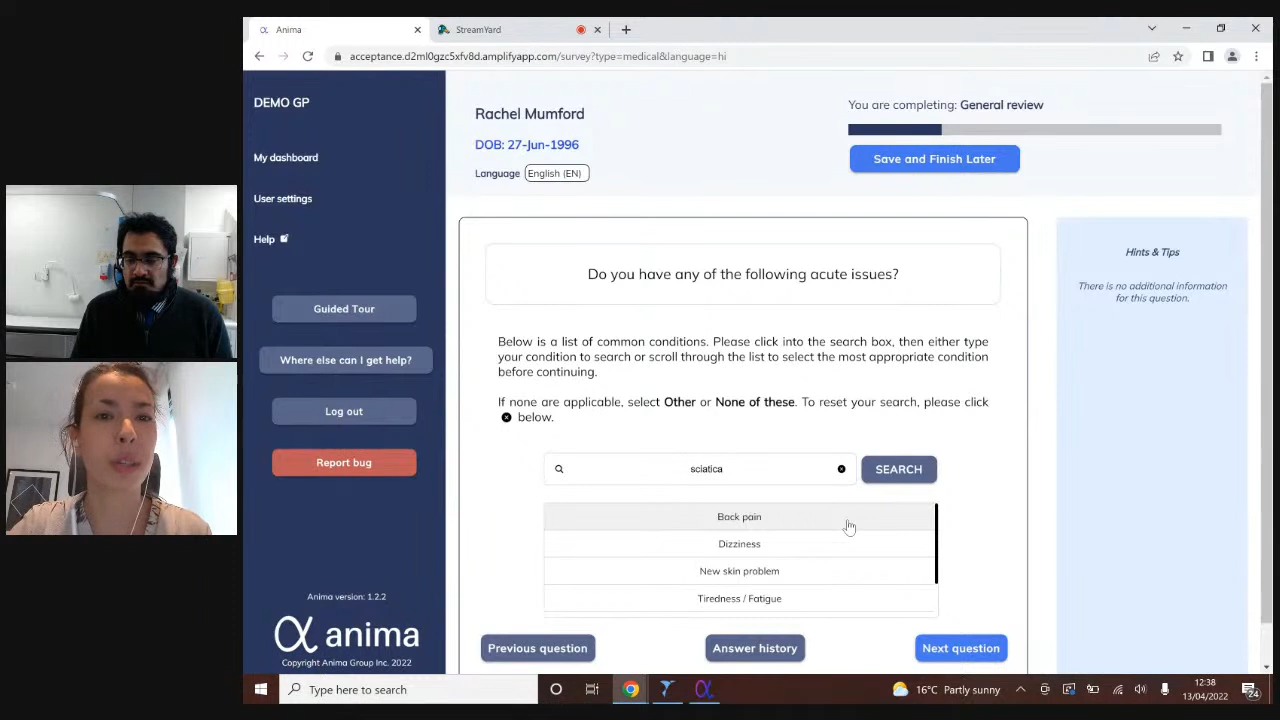 Anima
StreamYard
acceptance.d2ml0gzc5xfv8d.amplifyapp.com/survey?type=medical&language=hi
DEMO GP
My dashboard
User settings
Help
Guided Tour
Where else can I get help?
Log out
Report bug
Anima version: 1.2.2
anima
Copyright Anima Group Inc. 2022
Rachel Mumford
DOB: 27-Jun-1996
Language English (EN)
You are completing: General review
Save and Finish Later
Do you have any of the following acute issues?
Below is a list of common conditions. Please click into the search box, then either type
your condition to search or scroll through the list to select the most appropriate condition
before continuing.
If none are applicable, select Other or None of these. To reset your search, please click
below.
sciatica
SEARCH
Back pain
Dizziness
New skin problem
Tiredness / Fatigue
Previous question
Answer history
Next question
Hints & Tips
There is no additional information
for this question.
Type here to search
16°C Partly sunny
12:38
13/04/2022
24